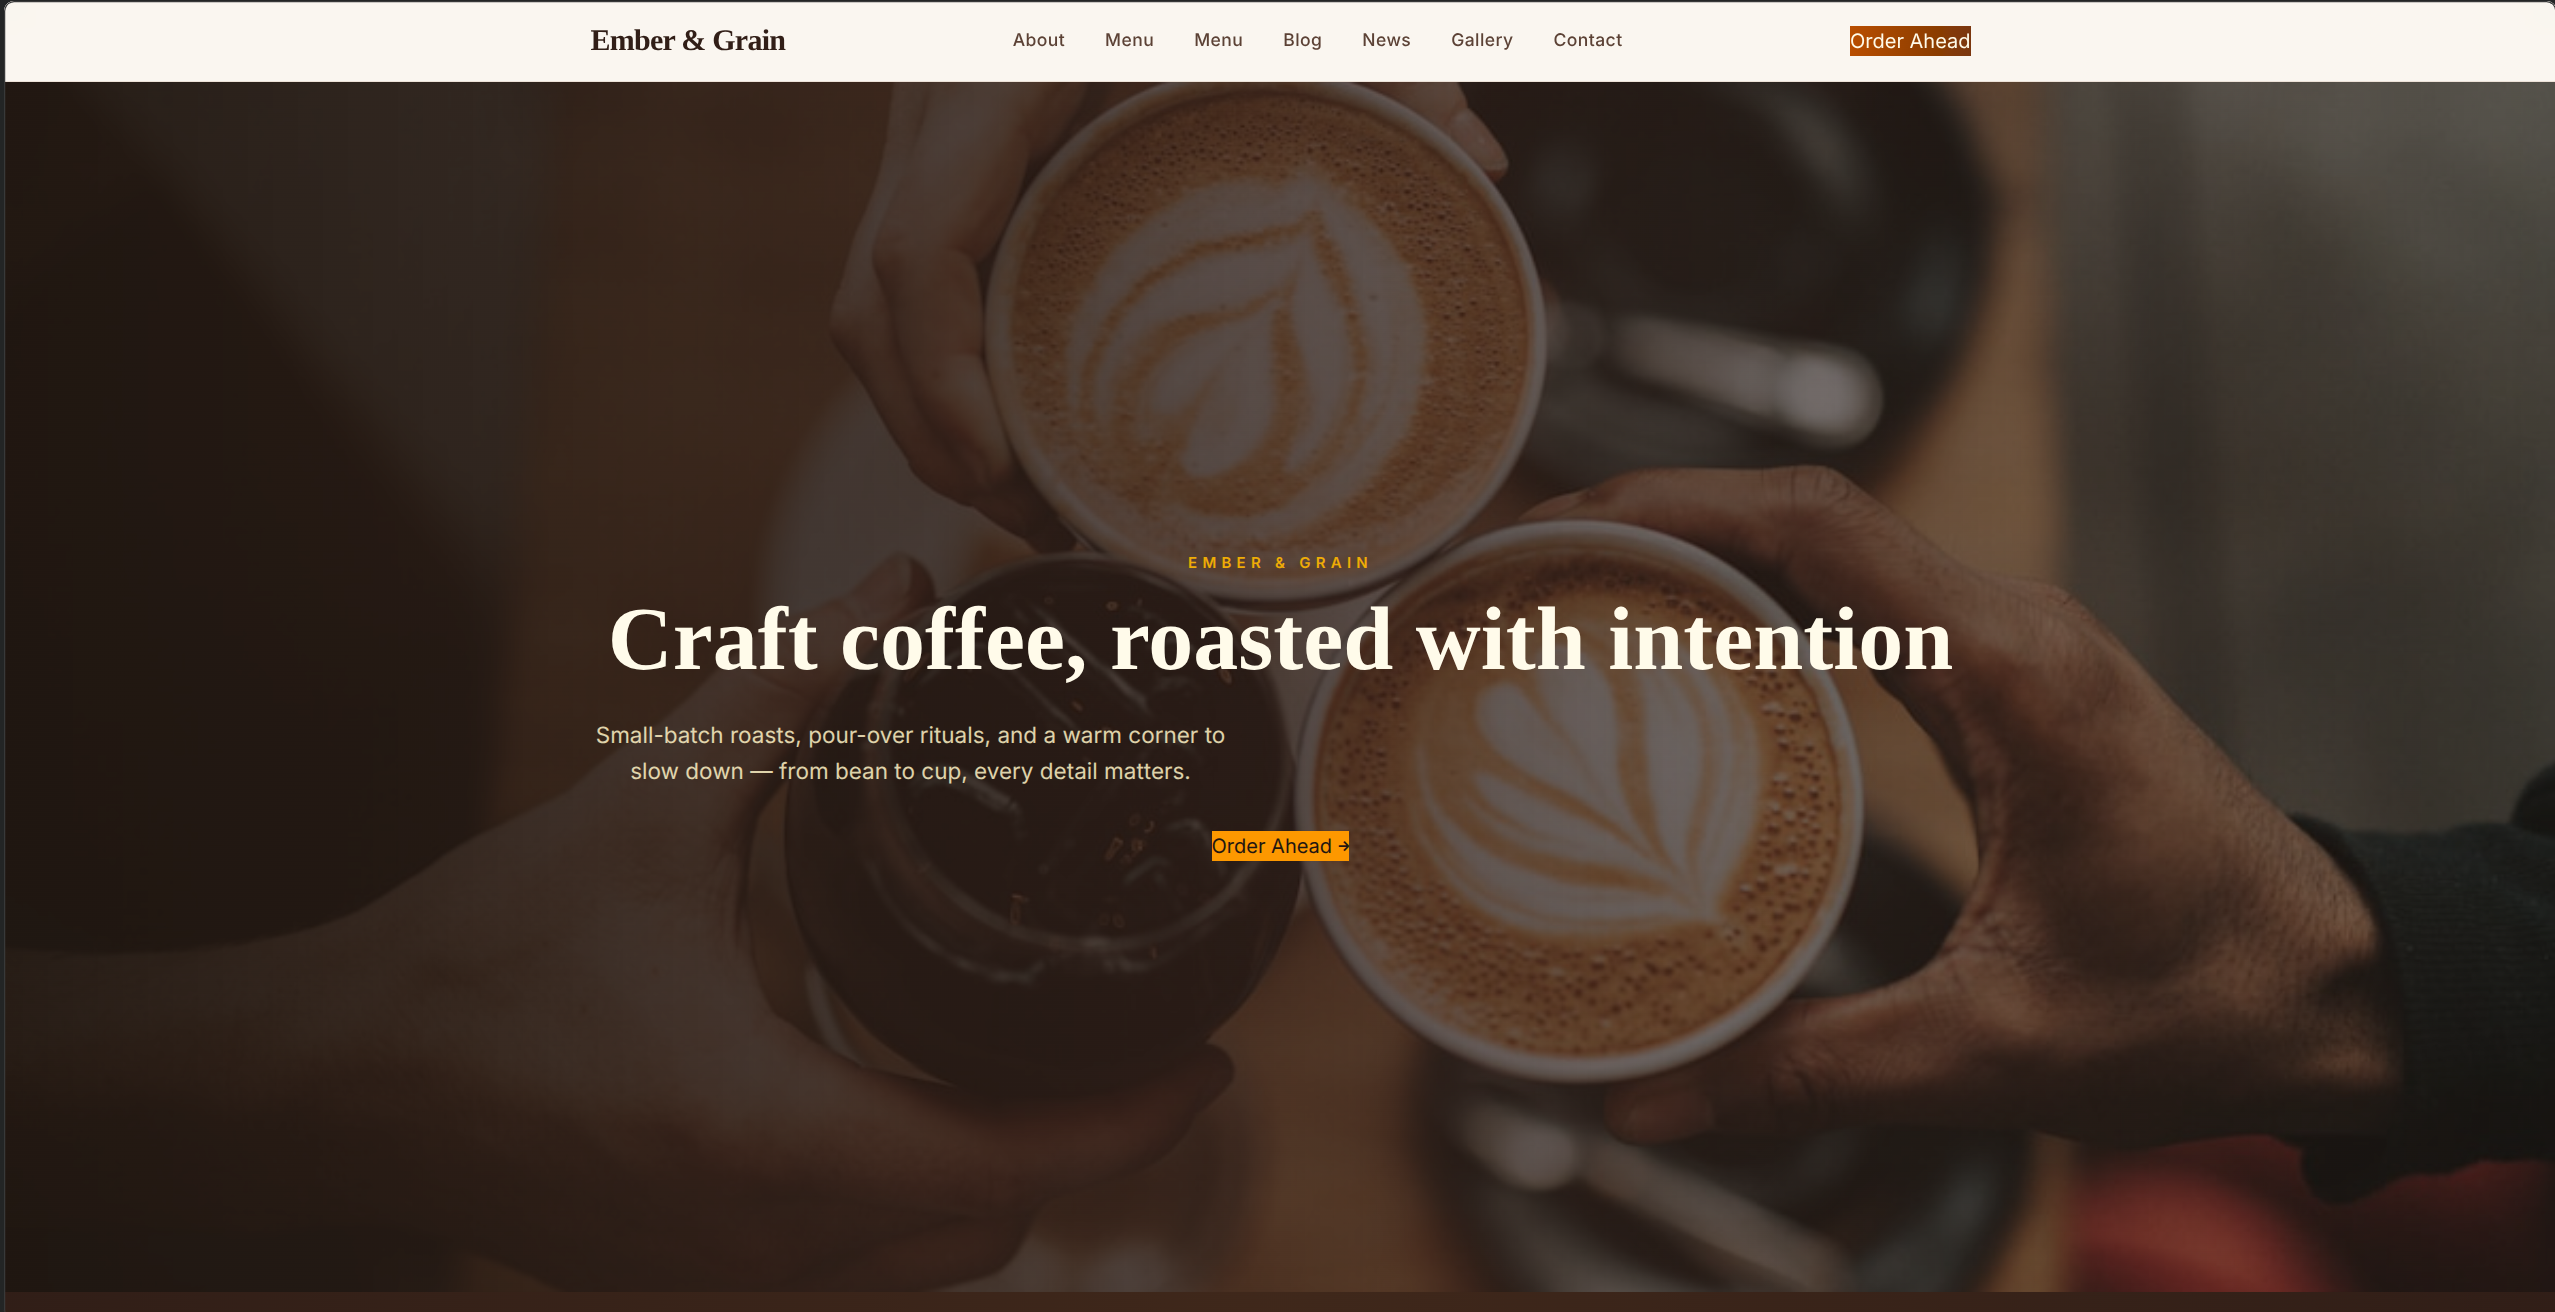 Ember & Grain
About
Menu
Menu
Blog
News
Gallery
Contact
Order Ahead
EMBER & GRAIN
Craft coffee, roasted with intention
Small-batch roasts, pour-over rituals, and a warm corner to
slow down — from bean to cup, every detail matters.
Order Ahead →